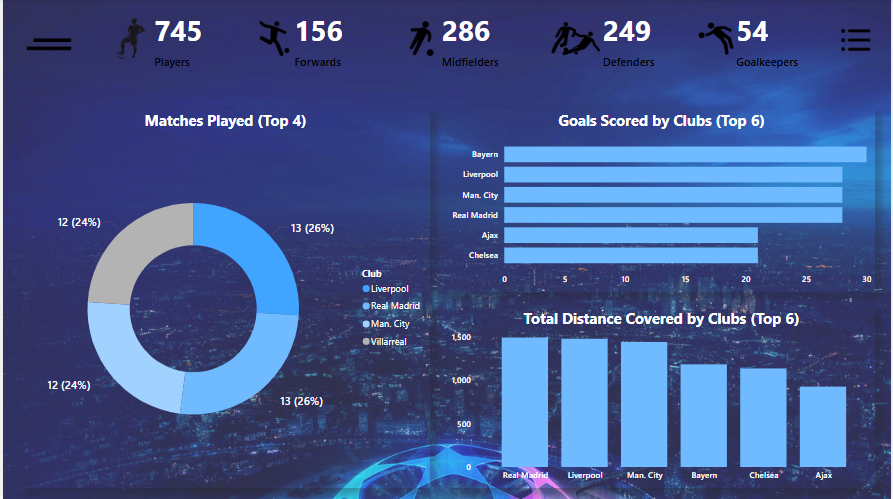 745
Players
156
Forwards
286
Midfielders
249
Defenders
54
Goalkeepers
Matches Played (Top 4)
12 (24%)
13 (26%)
12 (24%)
13 (26%)
Club
Liverpool
Real Madrid
Man. City
Villarreal
Goals Scored by Clubs (Top 6)
Bayern
Liverpool
Man. City
Real Madrid
Ajax
Chelsea
0 5 10 15 20 25 30
Total Distance Covered by Clubs (Top 6)
1,500
1,000
500
0
Real Madrid Liverpool Man. City Bayern Chelsea Ajax